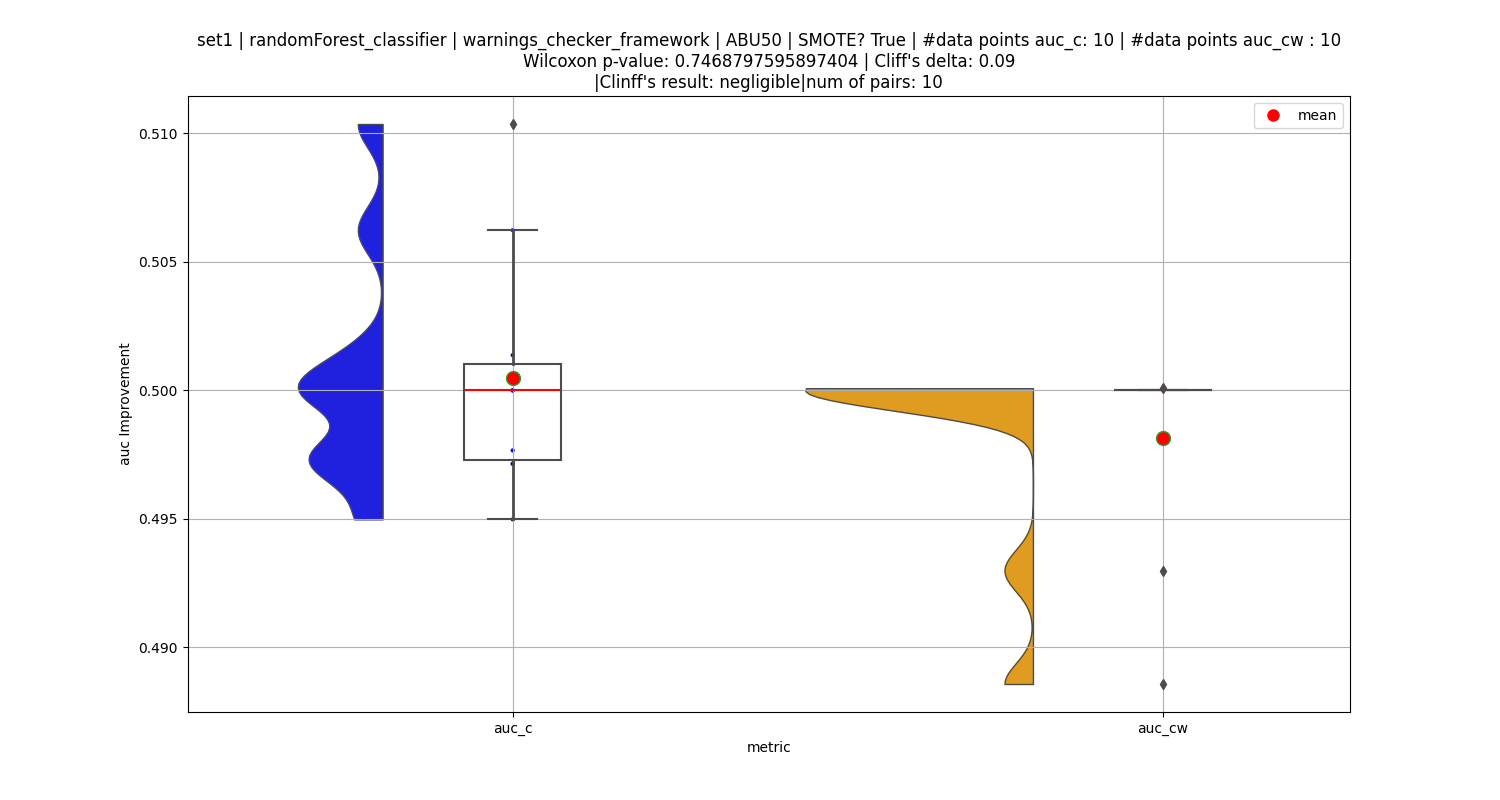 set1 | randomForest_classifier | warnings_checker_framework | ABU50 | SMOTE? True | #data points auc_c: 10 | #data points auc_cw : 10
Wilcoxon p-value: 0.7468797595897404 | Cliff's delta: 0.09
|Clinff's result: negligible|num of pairs: 10
mean
0.510
0.505
0.500
0.495
0.490
auc Improvement
auc_c
auc_cw
metric